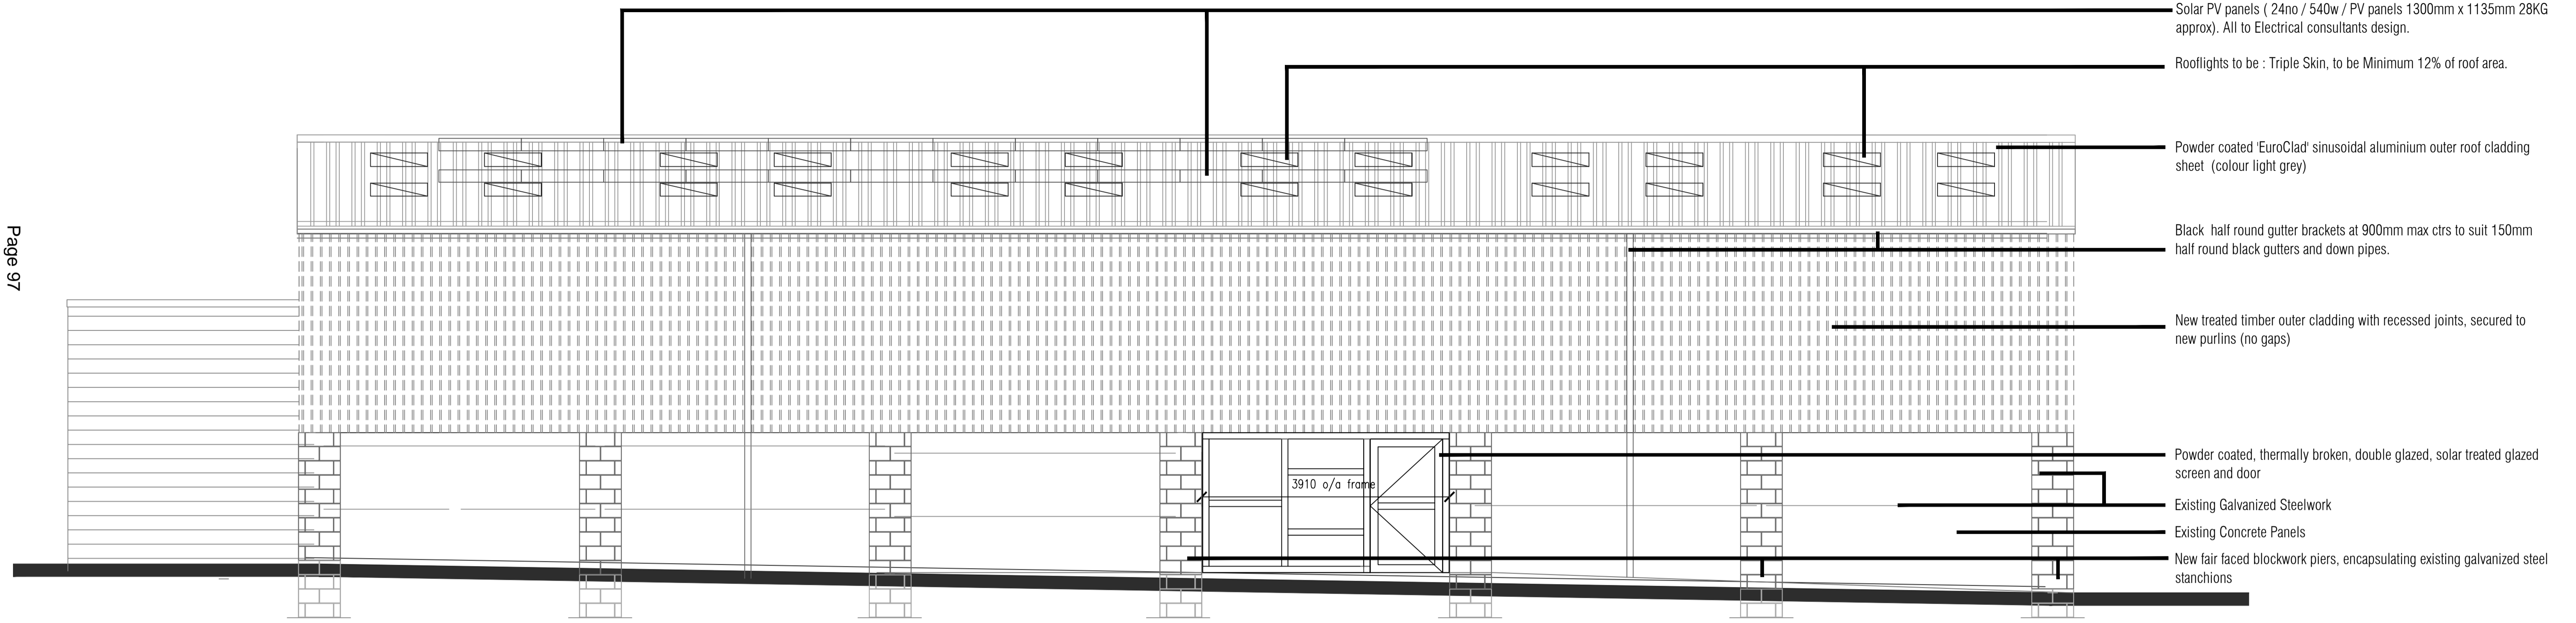 Solar PV panels ( 24no / 540w / PV panels 1300mm x 1135mm 28KG
approx). All to Electrical consultants design.
Rooflights to be : Triple Skin, to be Minimum 12% of roof area.
Powder coated 'EuroClad' sinusoidal aluminium outer roof cladding
sheet (colour light grey)
Black half round gutter brackets at 900mm max ctrs to suit 150mm
half round black gutters and down pipes.
Page 97
New treated timber outer cladding with recessed joints, secured to
new purlins (no gaps)
Powder coated, thermally broken, double glazed, solar treated glazed
screen and door
3910 o/a frame
Existing Galvanized Steelwork
Existing Concrete Panels
New fair faced blockwork piers, encapsulating existing galvanized steel
stanchions